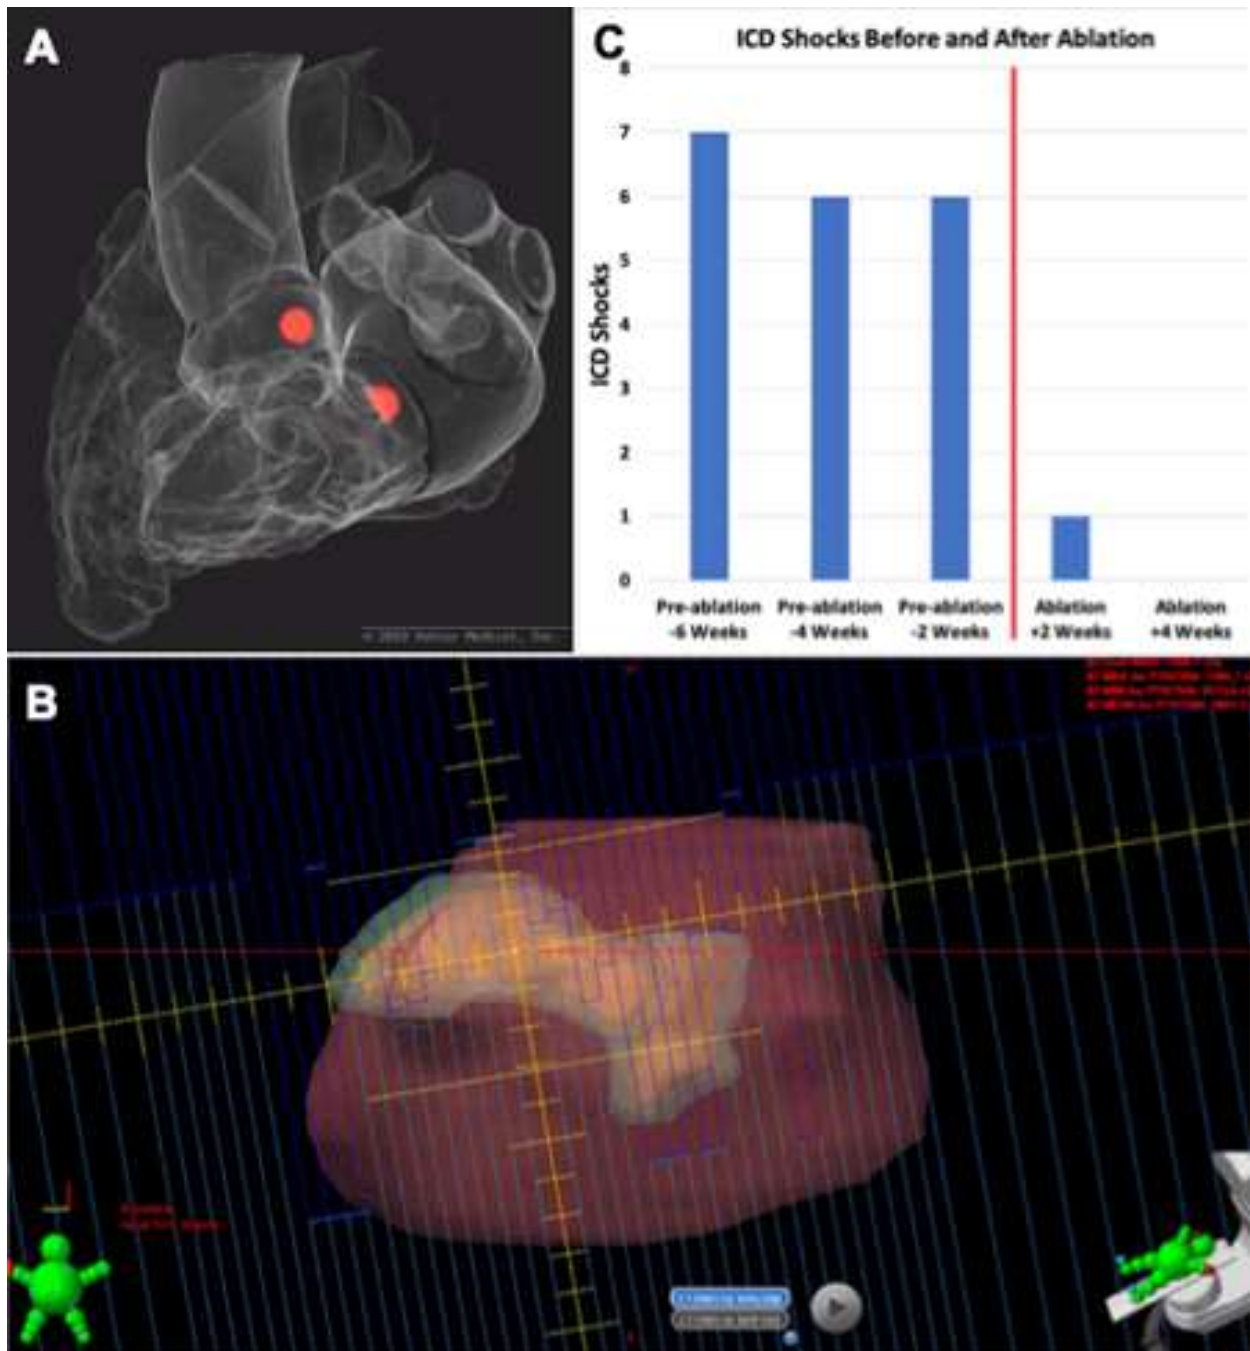 A
C
ICD Shocks Before and After Ablation
ICD Shocks
8
7
6
5
4
3
2
1
0
Pre-ablation
-6 Weeks
Pre-ablation
-4 Weeks
Pre-ablation
-2 Weeks
Ablation
+2 Weeks
Ablation
+4 Weeks
B